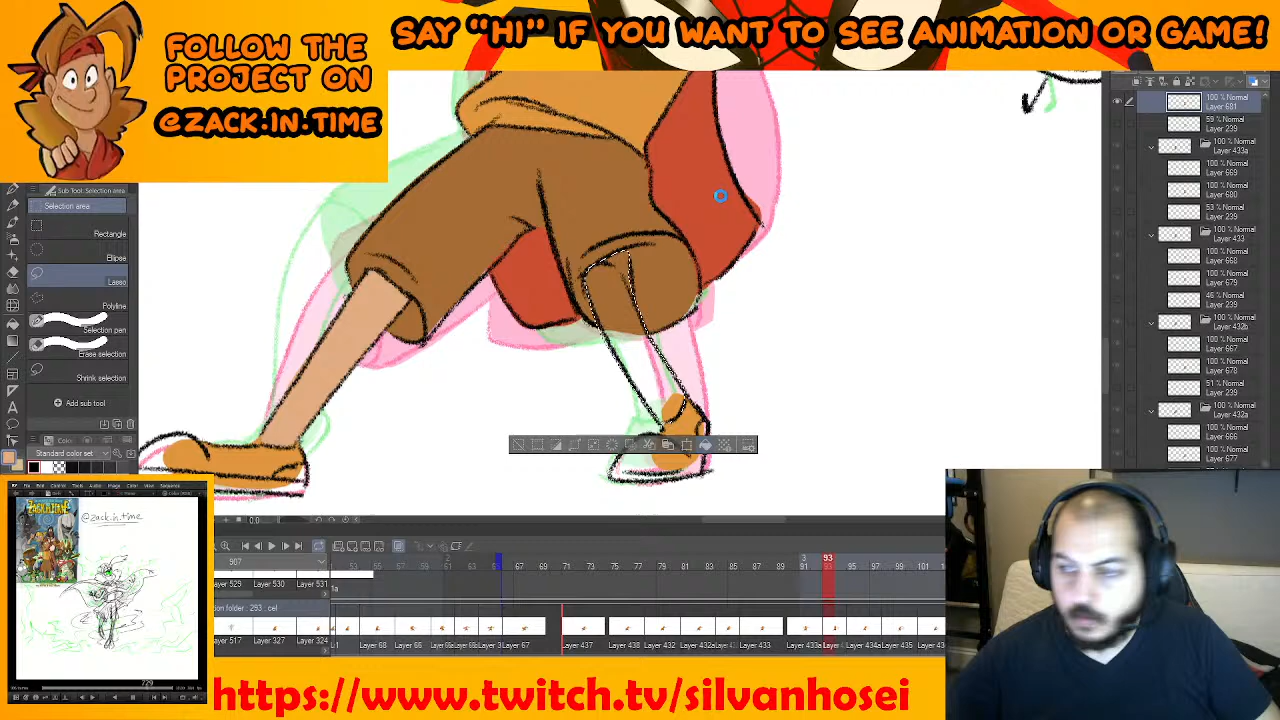 SAY "HI" IF YOU WANT TO SEE ANIMATION OR GAME!
FOLLOW THE
PROJECT ON
@ZACK.IN.TIME
Sub Tool: Selection area
Selection area
Rectangle
Ellipse
Lasso
Polyline
Selection pen
Erase selection
Shrink selection
Add sub tool
Standard color set
100 % Normal
Layer 681
59 % Normal
Layer 239
100 % Normal
Layer 433a
100 % Normal
Layer 669
100 % Normal
Layer 680
53 % Normal
Layer 239
100 % Normal
Layer 433
100 % Normal
Layer 668
100 % Normal
Layer 679
46 % Normal
Layer 239
100 % Normal
Layer 432b
100 % Normal
Layer 667
100 % Normal
Layer 678
51 % Normal
Layer 239
100 % Normal
Layer 432a
100 % Normal
Layer 666
100 % Normal
Layer 677
@zack.in.time
Layer 529 Layer 530 Layer 531
Layer 517 Layer 327 Layer 324
729
https://www.twitch.tv/silvanhosei